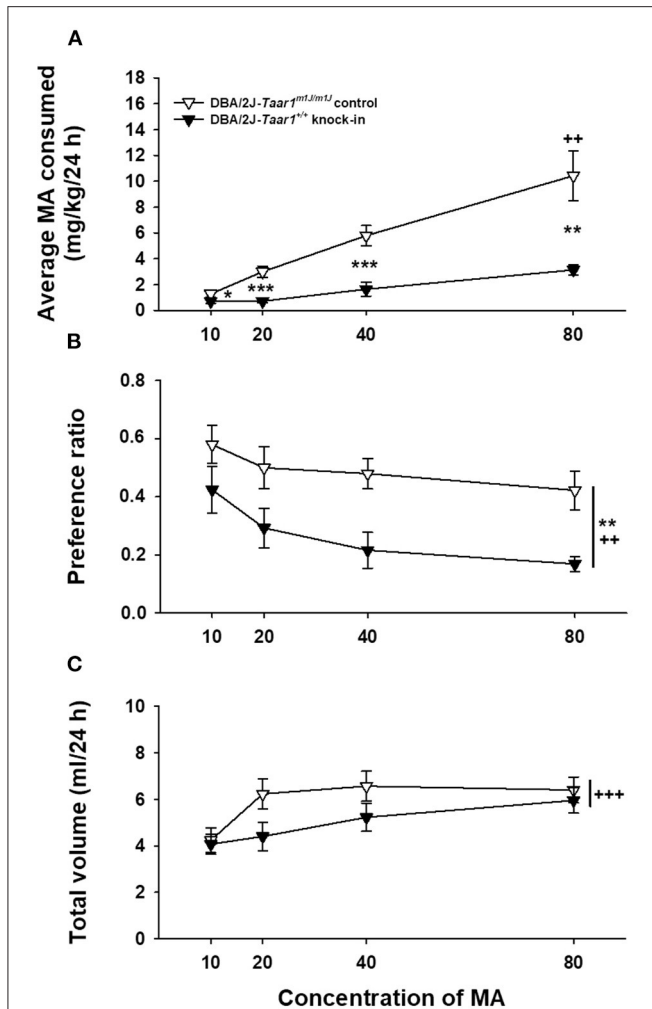 A
Average MA consumed
(mg/kg/24 h)
18
16
14
12
10
8
6
4
2
0
DBA/2J-Taar1m1J/m1J control
DBA/2J-Taar1+/+ knock-in
++
**
***
***
*
10 20 40 80
B
Preference ratio
0.8
0.6
0.4
0.2
0.0
**
++
10 20 40 80
C
Total volume (ml/24 h)
10
8
6
4
2
0
+++
10 20 40 80
Concentration of MA